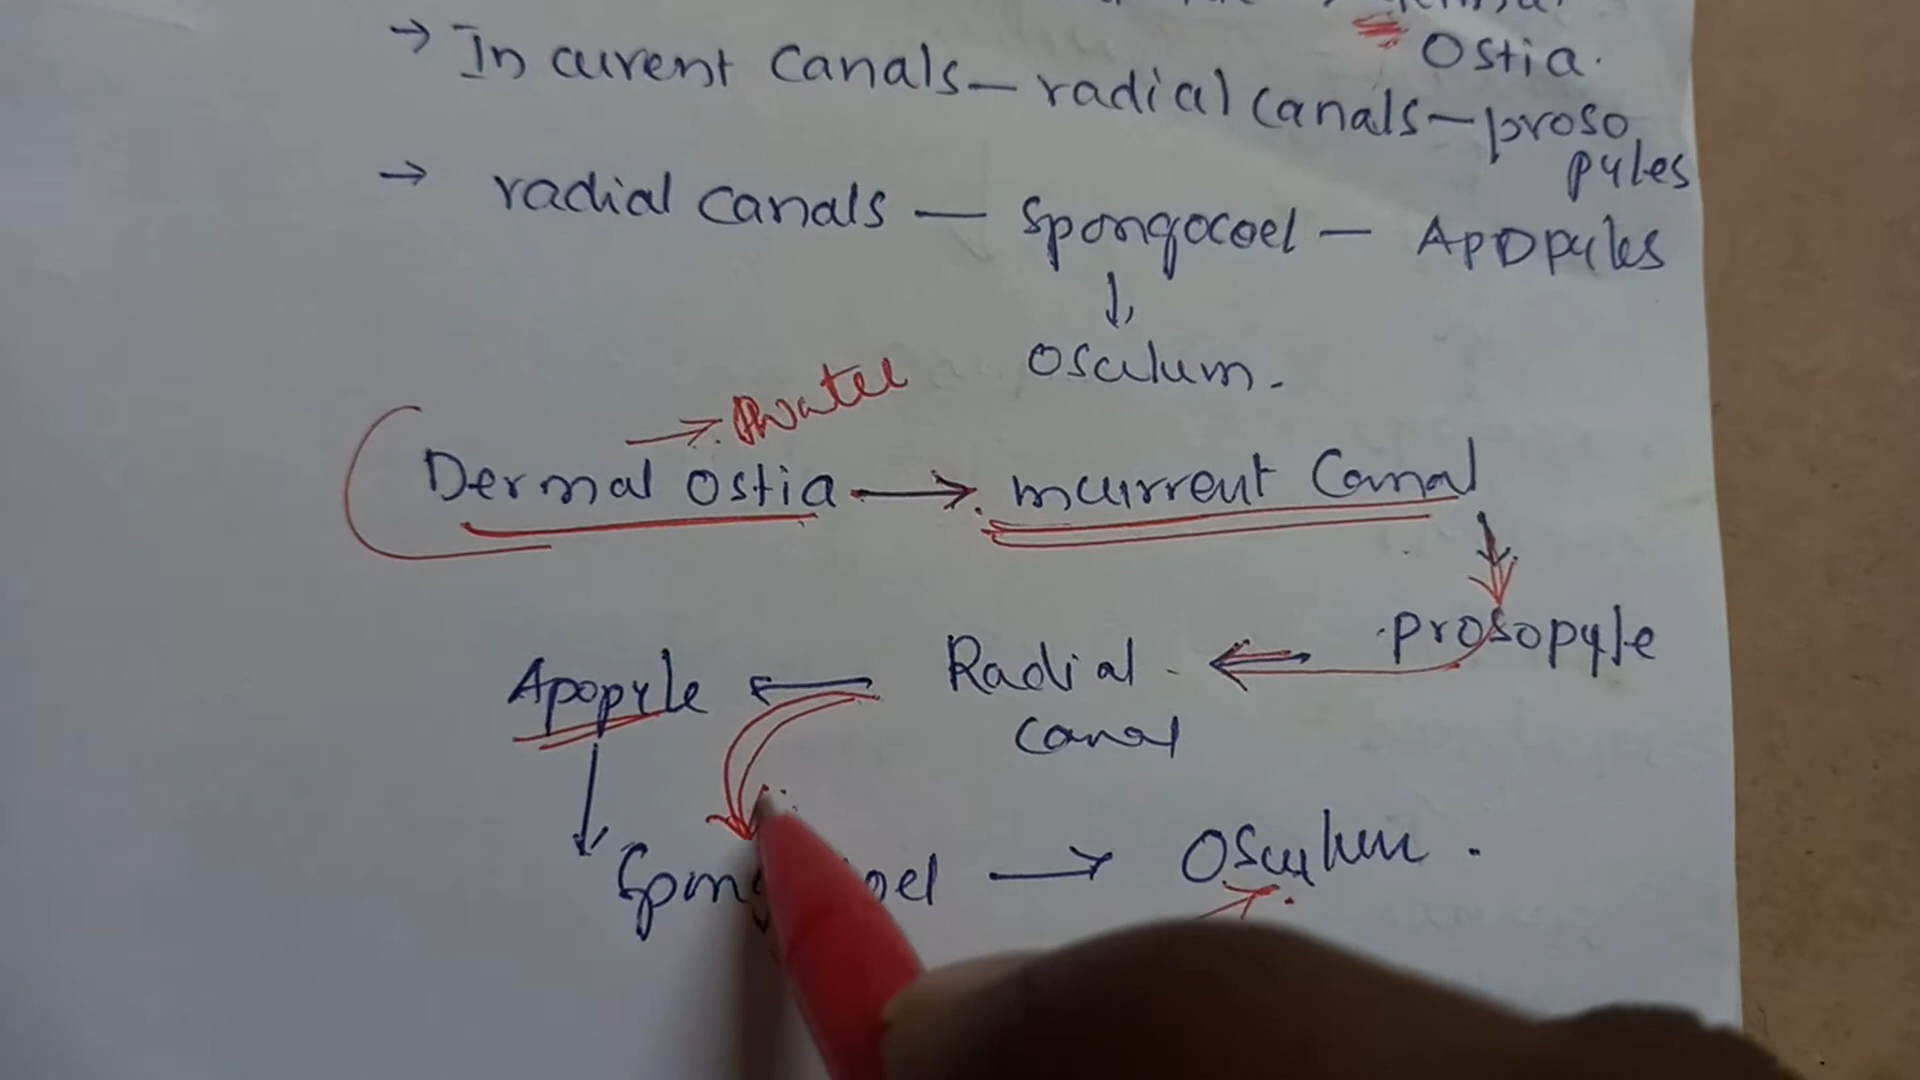 Ostia.
→ In curent Canals — radial Canals — proso
pyles
→ radial Canals — Spongocoel — Apopyles
↓
Osculum.
→ water
Dermal Ostia → incurrent Canal
↓
Apopyle ← Radial ← prosopyle
canal
↓
→ Osculum.